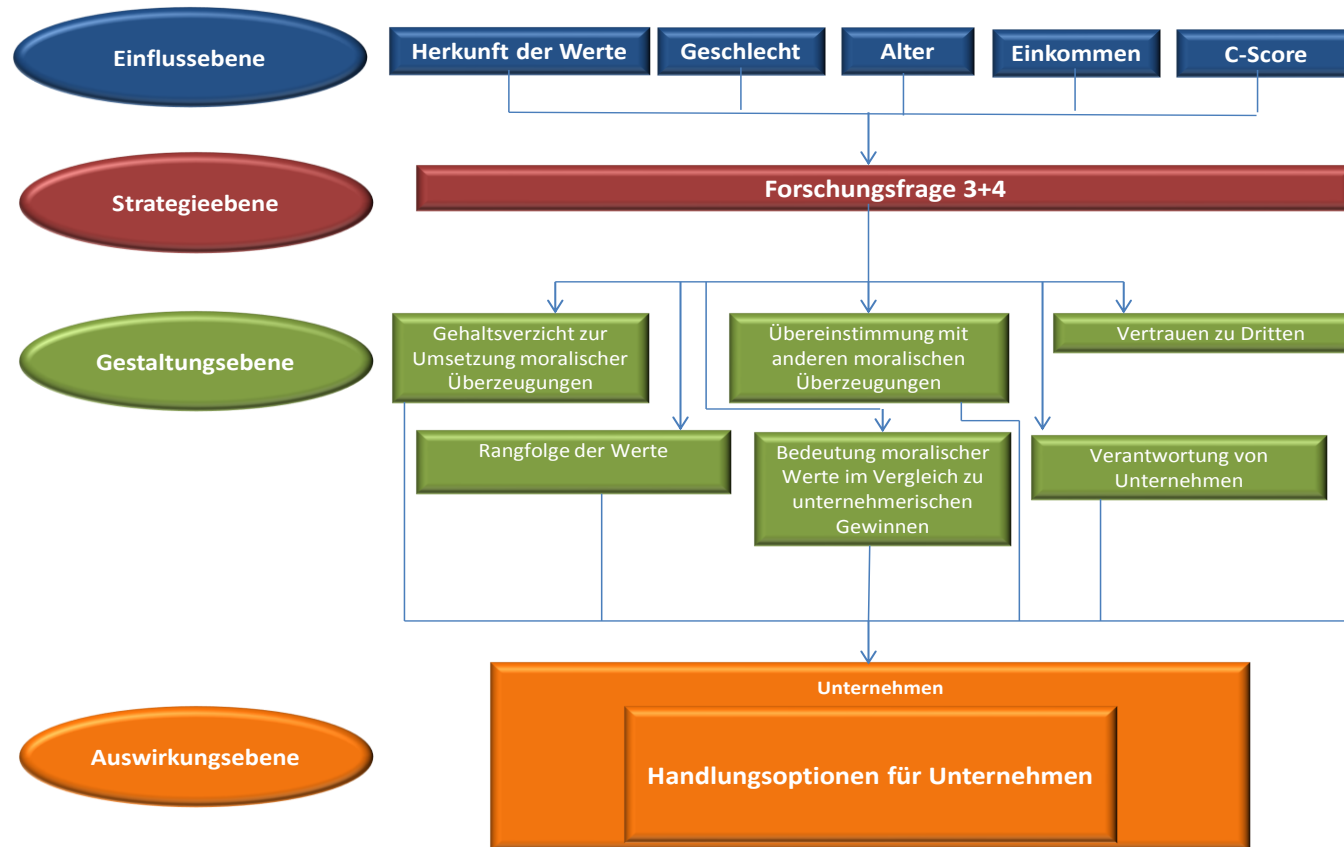 Einflussebene
Herkunft der Werte
Geschlecht
Alter
Einkommen
C-Score
Strategieebene
Forschungsfrage 3+4
Gestaltungsebene
Gehaltsverzicht zur
Umsetzung moralischer
Überzeugungen
Übereinstimmung mit
anderen moralischen
Überzeugungen
Vertrauen zu Dritten
Rangfolge der Werte
Bedeutung moralischer
Werte im Vergleich zu
unternehmerischen
Gewinnen
Verantwortung von
Unternehmen
Auswirkungsebene
Unternehmen
Handlungsoptionen für Unternehmen